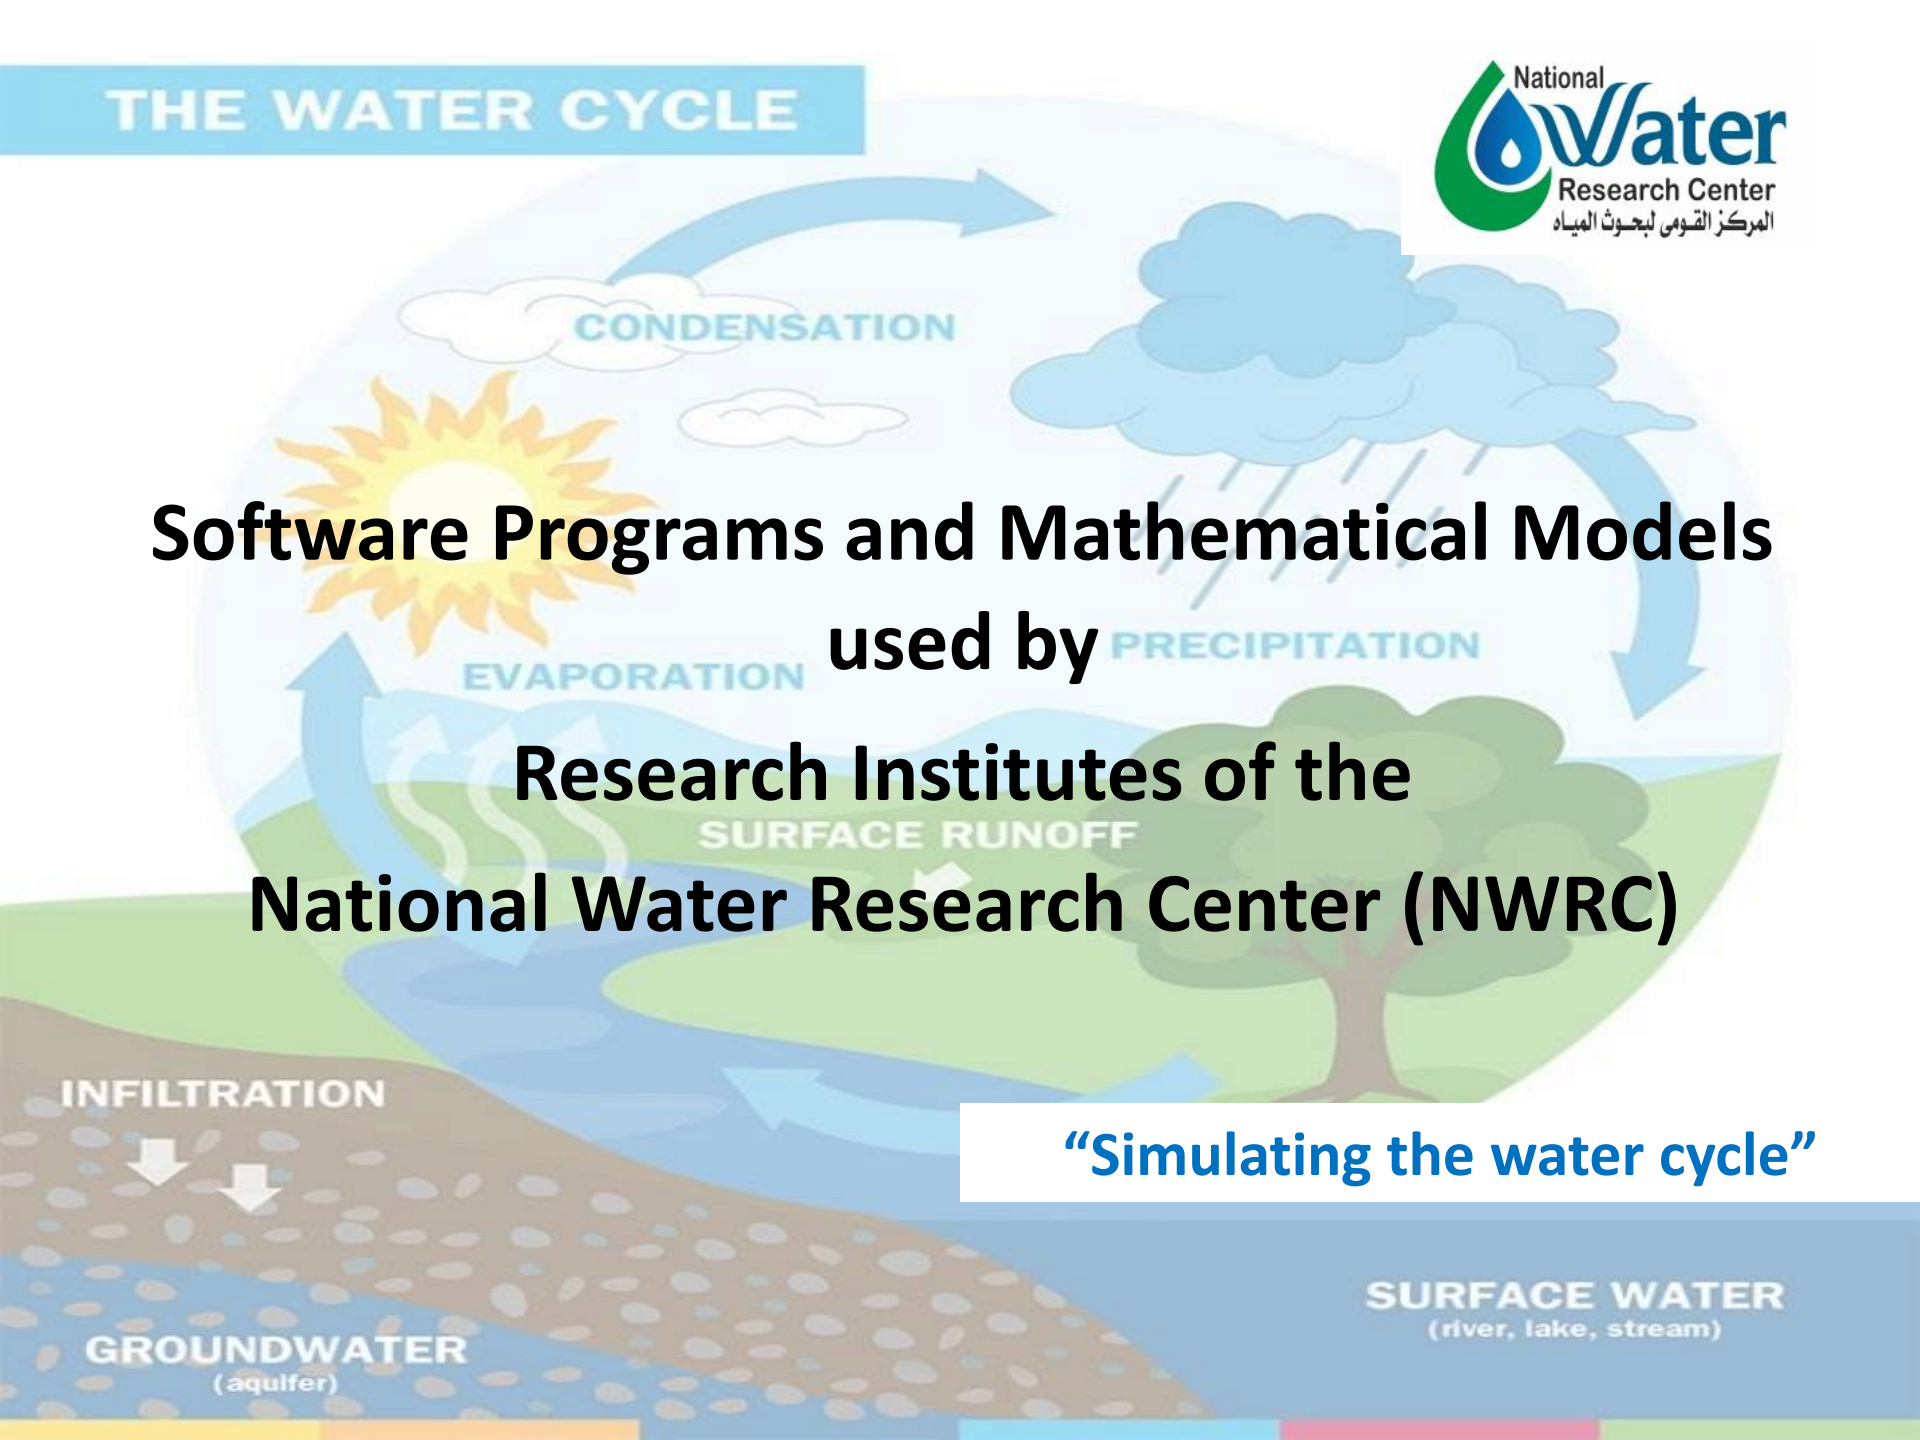 THE WATER CYCLE
National
Water
Research Center
المركز القومى لبحوث المياه
CONDENSATION
Software Programs and Mathematical Models
used by
PRECIPITATION
EVAPORATION
Research Institutes of the
SURFACE RUNOFF
National Water Research Center (NWRC)
INFILTRATION
“Simulating the water cycle”
SURFACE WATER
(river, lake, stream)
GROUNDWATER
(aquifer)